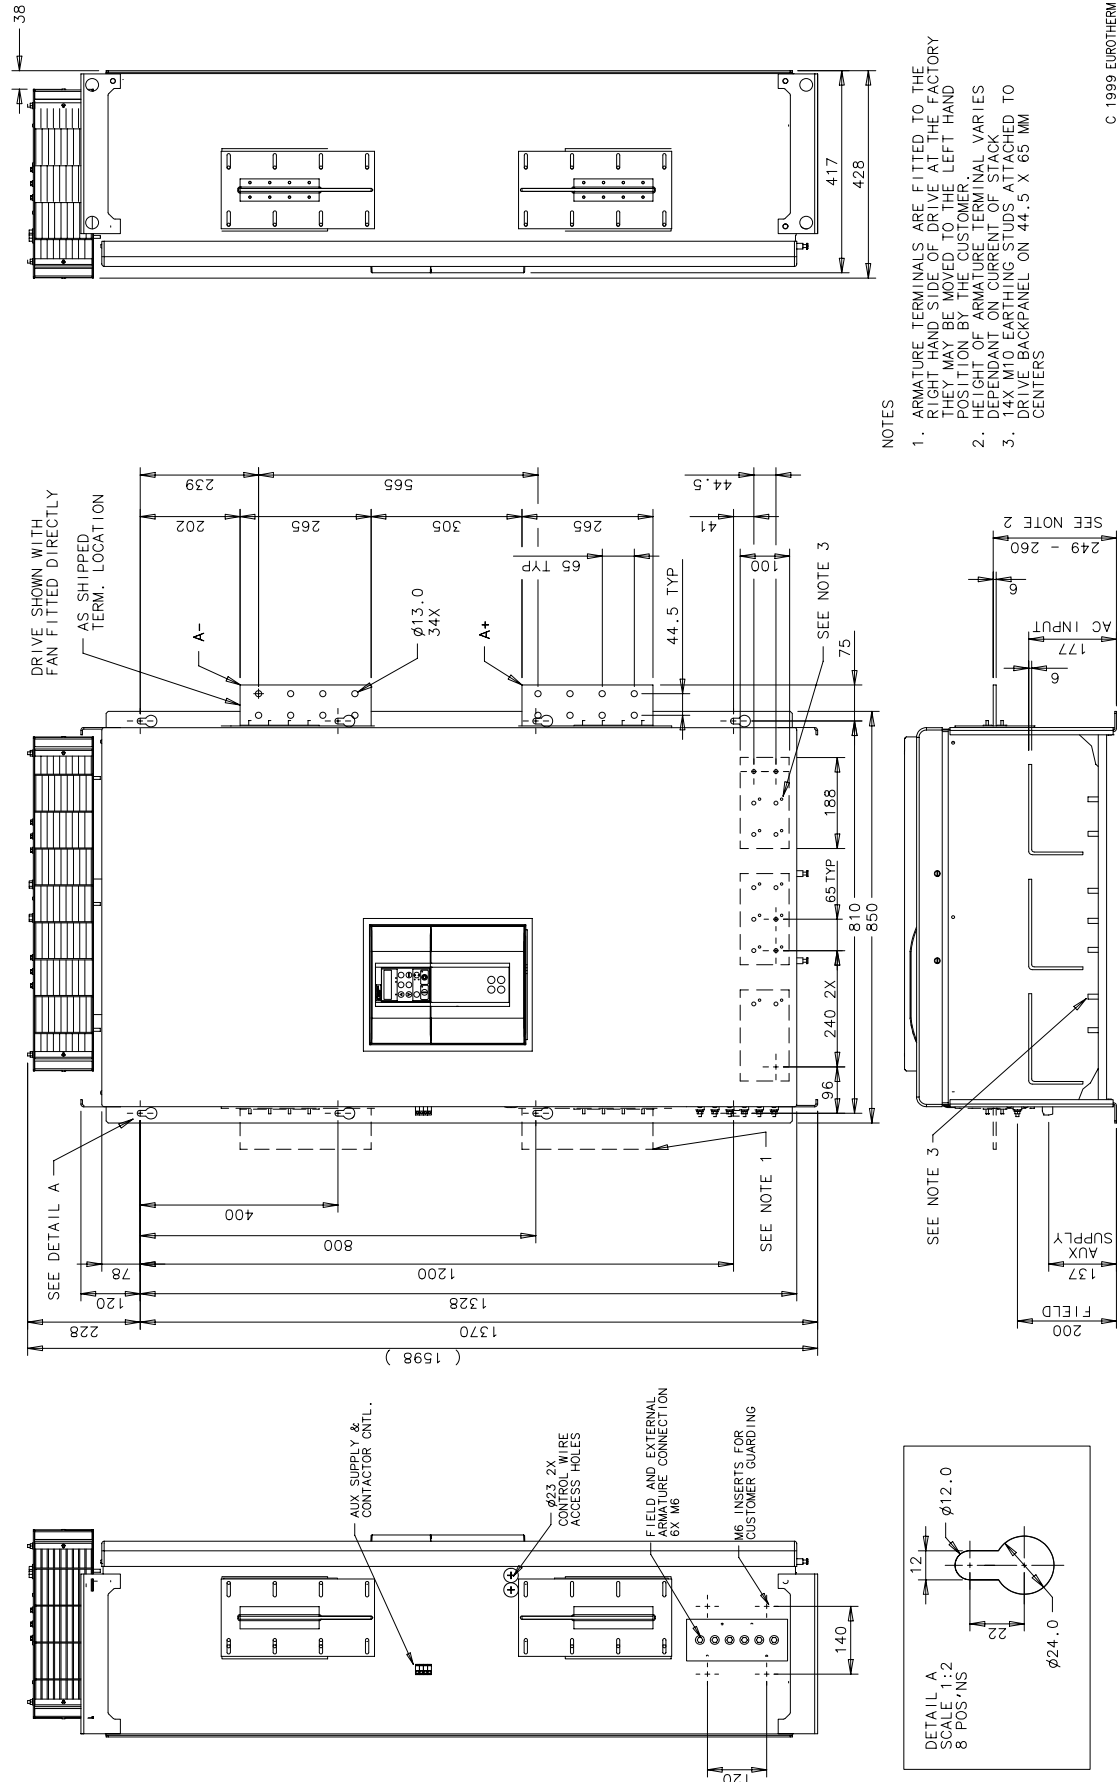 38
417
428
C 1999 EUROTHERM
NOTES
1. ARMATURE TERMINALS ARE FITTED TO THE
RIGHT HAND SIDE OF DRIVE AT THE FACTORY
THEY MAY BE MOVED TO THE LEFT HAND
POSITION BY THE CUSTOMER.
2. HEIGHT OF ARMATURE TERMINAL VARIES
DEPENDANT ON CURRENT OF STACK
3. 14X M10 EARTHING STUDS ATTACHED TO
DRIVE BACKPANEL ON 44.5 X 65 MM
CENTERS
DRIVE SHOWN WITH
FAN FITTED DIRECTLY
AS SHIPPED
TERM. LOCATION
A-
Ø13.0
34X
A+
239
565
44.5
202
265
305
265
41
65 TYP
100
44.5 TYP
SEE NOTE 3
75
188
65 TYP
810
850
240 2X
96
SEE DETAIL A
SEE NOTE 1
400
800
78
1200
120
1328
228
1370
( 1598 )
249 - 260
SEE NOTE 2
6
177
AC INPUT
6
SEE NOTE 3
137
AUX
SUPPLY
200
FIELD
AUX SUPPLY &
CONTACTOR CNTL.
Ø23 2X
CONTROL WIRE
ACCESS HOLES
FIELD AND EXTERNAL
ARMATURE CONNECTION
6X M6
M6 INSERTS FOR
CUSTOMER GUARDING
140
120
DETAIL A
SCALE 1:2
8 POS'NS
12
Ø12.0
22
Ø24.0